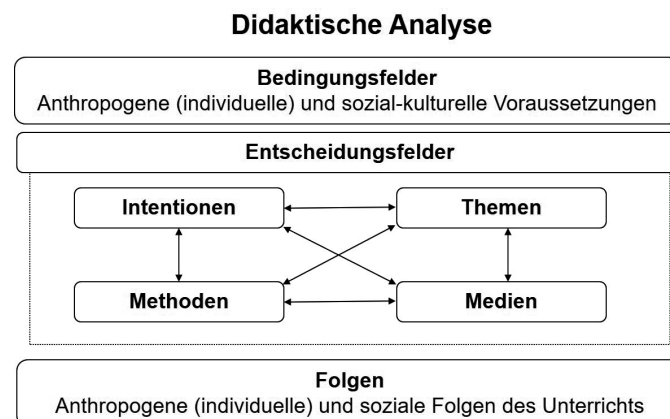 Didaktische Analyse
Bedingungsfelder
Anthropogene (individuelle) und sozial-kulturelle Voraussetzungen
Entscheidungsfelder
Intentionen
Themen
Methoden
Medien
Folgen
Anthropogene (individuelle) und soziale Folgen des Unterrichts